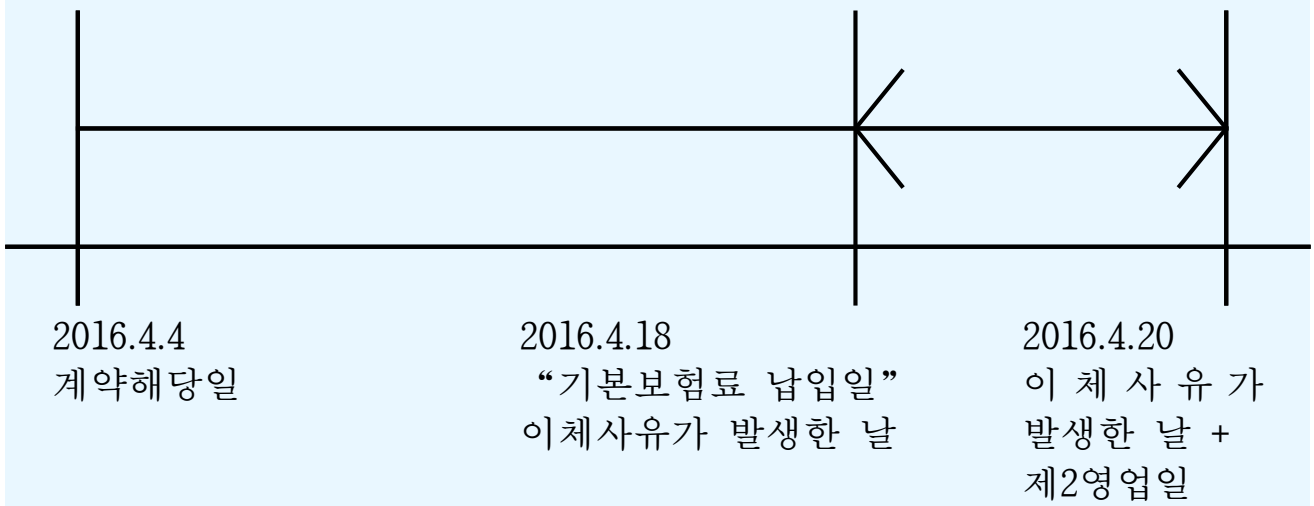 2016.4.4
계약해당일
2016.4.18
“기본보험료 납입일”
이체사유가 발생한 날
2016.4.20
이 체 사 유 가
발생한 날 +
제2영업일